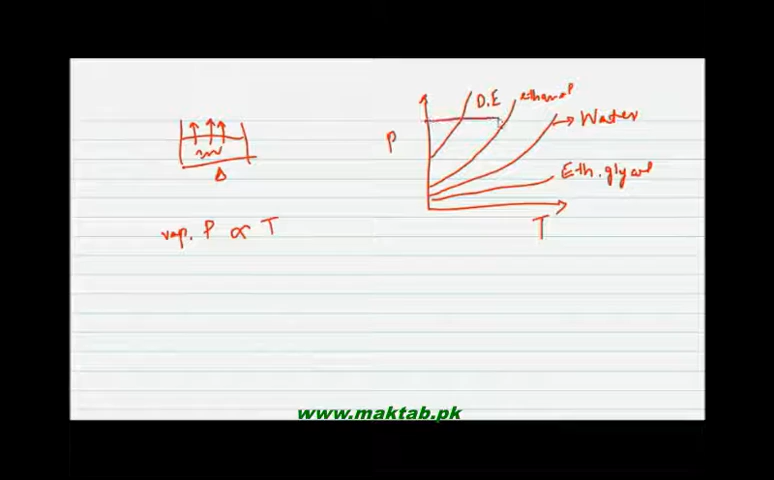 Δ
vap. P ∝ T
P
D.E
ethanol
→ Water
Eth. glycol
T
www.maktab.pk